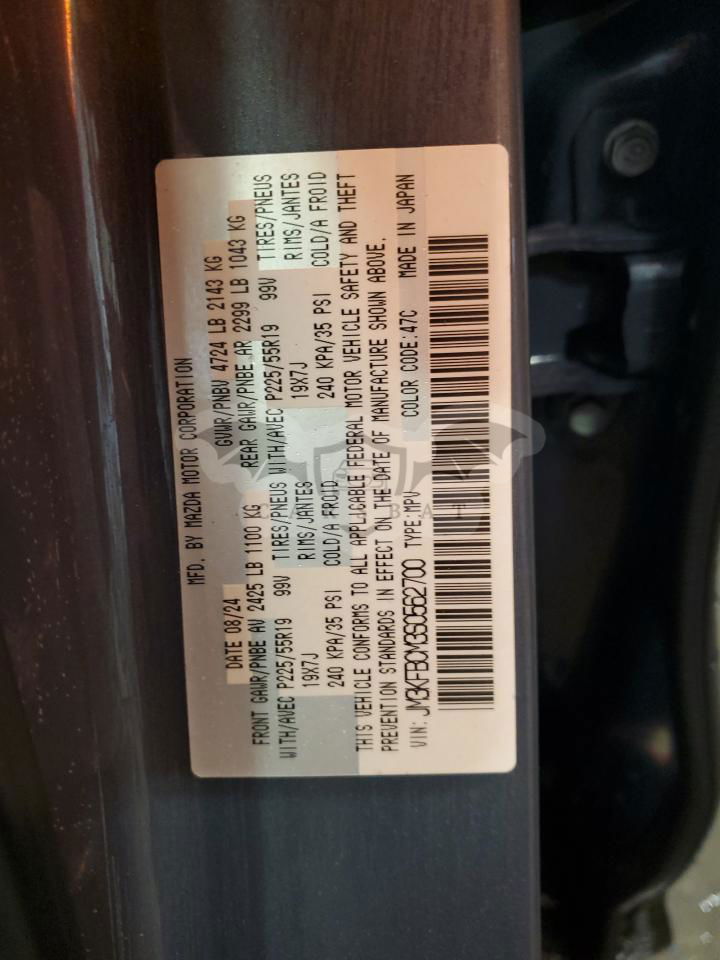 MFD. BY MAZDA MOTOR CORPORATION
DATE 08/24 GVWR/PNBV 4724 LB 2143 KG
FRONT GAWR/PNBE AV 2425 LB 1100 KG REAR GAWR/PNBE AR 2299 LB 1043 KG
WITH/AVEC P225/55R19 99V TIRES/PNEUS WITH/AVEC P225/55R19 99V TIRES/PNEUS
19X7J RIMS/JANTES 19X7J RIMS/JANTES
240 KPA/35 PSI COLD/A FROID 240 KPA/35 PSI COLD/A FROID
THIS VEHICLE CONFORMS TO ALL APPLICABLE FEDERAL MOTOR VEHICLE SAFETY AND THEFT
PREVENTION STANDARDS IN EFFECT ON THE DATE OF MANUFACTURE SHOWN ABOVE.
VIN: JM3KFBCM3S0562700 TYPE:MPV COLOR CODE:47C MADE IN JAPAN